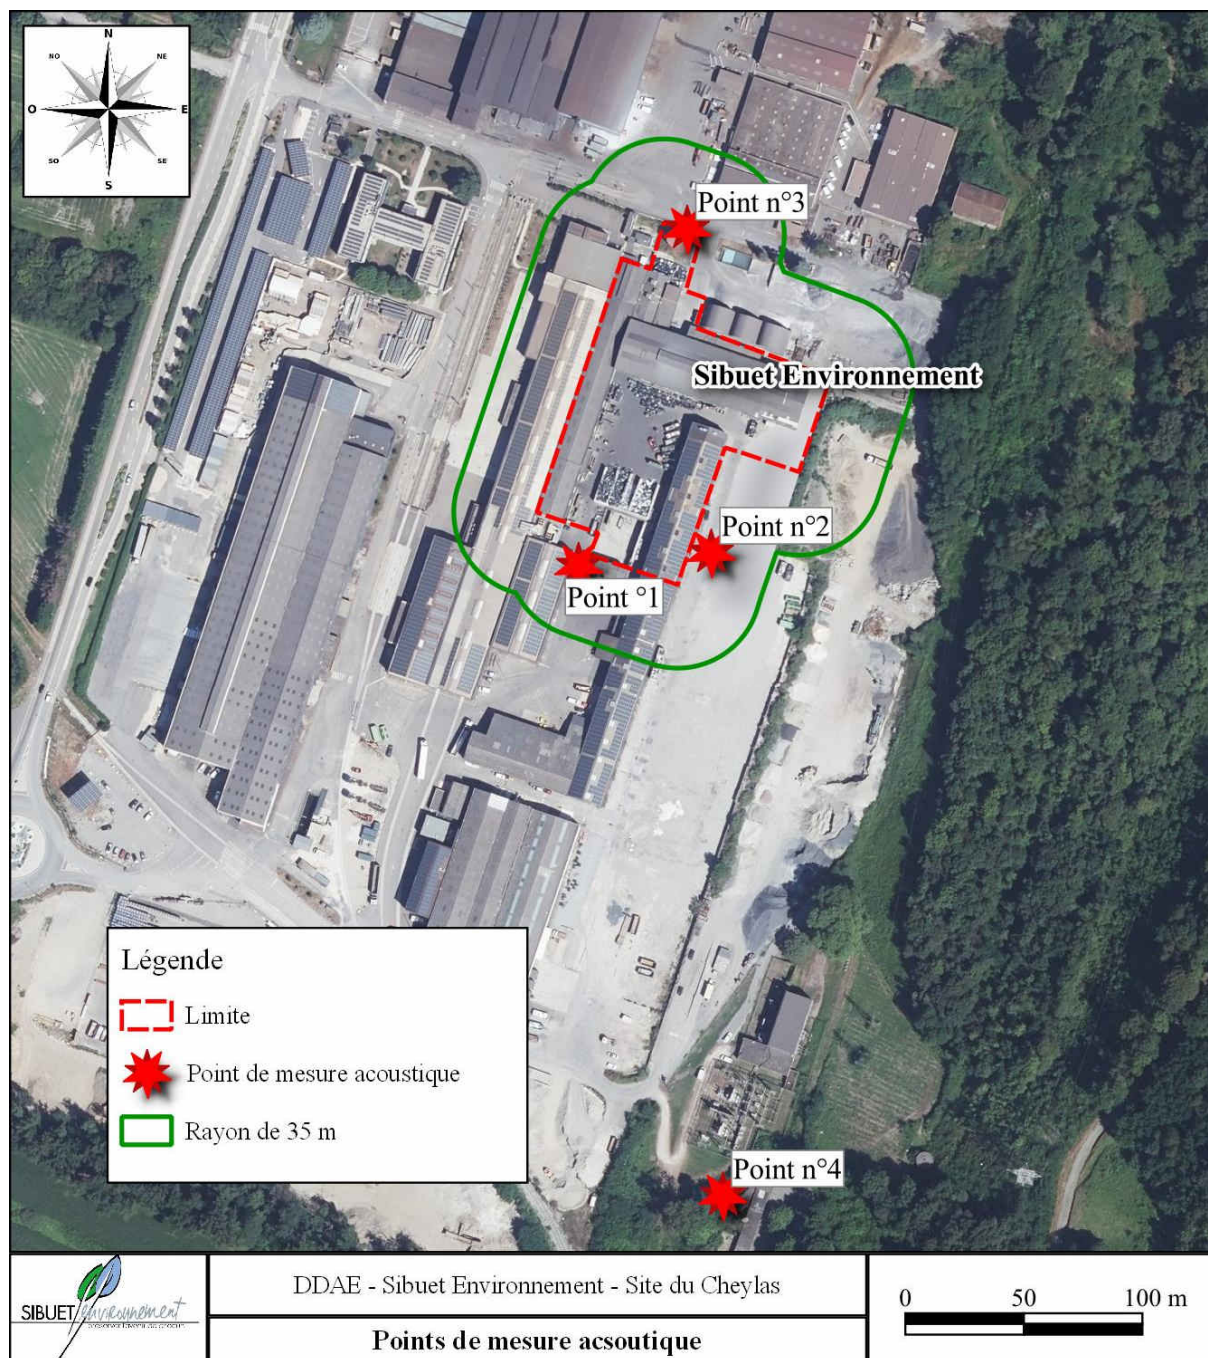 N
NO
NE
O
E
SO
SE
S
Point n°3
Sibuet Environnement
Point n°2
Point °1
Légende
Limite
Point de mesure acoustique
Rayon de 35 m
Point n°4
SIBUET environnement
DDAE - Sibuet Environnement - Site du Cheylas
Points de mesure acsoutique
0 50 100 m